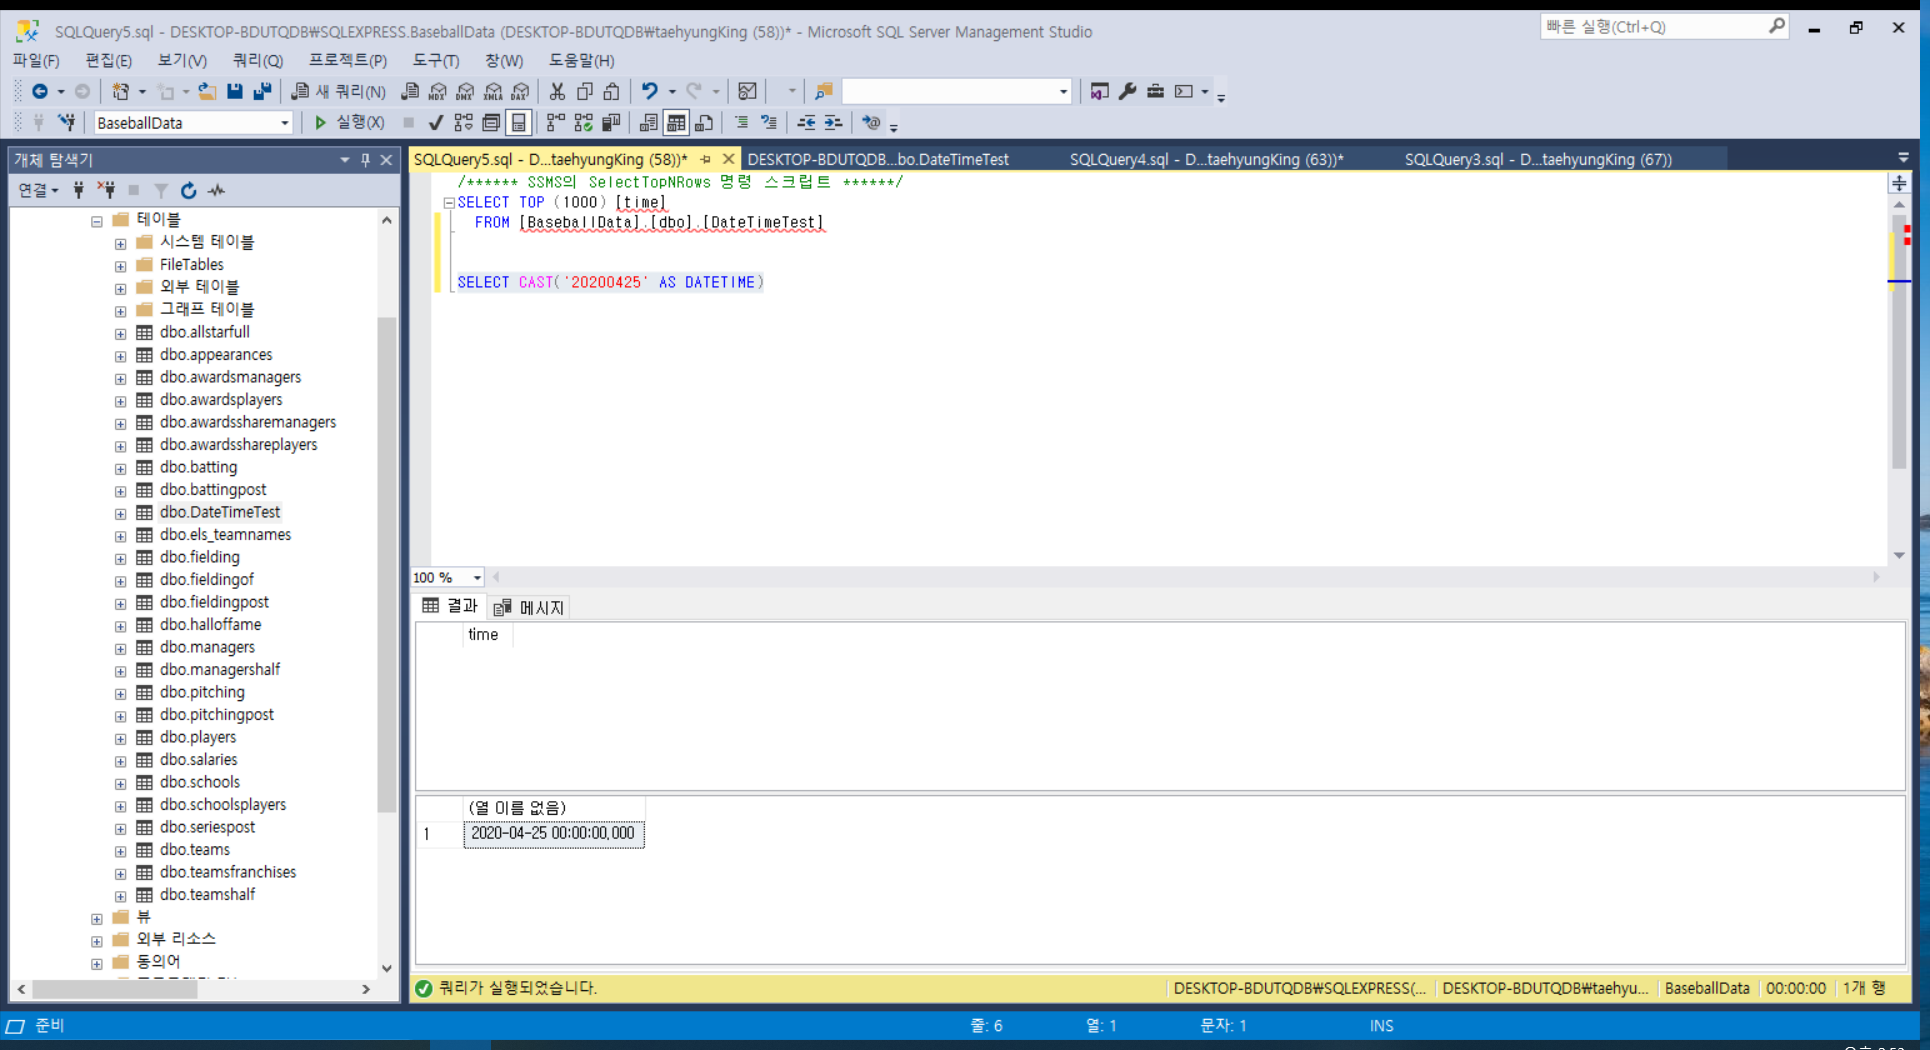 SQLQuery5.sql - DESKTOP-BDUTQDB₩SQLEXPRESS.BaseballData (DESKTOP-BDUTQDB₩taehyungKing (58))* - Microsoft SQL Server Management Studio
빠른 실행(Ctrl+Q)
파일(F) 편집(E) 보기(V) 쿼리(Q) 프로젝트(P) 도구(T) 창(W) 도움말(H)
새 쿼리(N)
MDX DMX XMLA DAX
BaseballData 실행(X)
개체 탐색기
연결
테이블
시스템 테이블
FileTables
외부 테이블
그래프 테이블
dbo.allstarfull
dbo.appearances
dbo.awardsmanagers
dbo.awardsplayers
dbo.awardssharemanagers
dbo.awardsshareplayers
dbo.batting
dbo.battingpost
dbo.DateTimeTest
dbo.els_teamnames
dbo.fielding
dbo.fieldingof
dbo.fieldingpost
dbo.halloffame
dbo.managers
dbo.managershalf
dbo.pitching
dbo.pitchingpost
dbo.players
dbo.salaries
dbo.schools
dbo.schoolsplayers
dbo.seriespost
dbo.teams
dbo.teamsfranchises
dbo.teamshalf
뷰
외부 리소스
동의어
SQLQuery5.sql - D...taehyungKing (58))* DESKTOP-BDUTQDB...bo.DateTimeTest SQLQuery4.sql - D...taehyungKing (63))* SQLQuery3.sql - D...taehyungKing (67))
/****** SSMS의 SelectTopNRows 명령 스크립트 ******/
SELECT TOP (1000) [time]
FROM [BaseballData].[dbo].[DateTimeTest]
SELECT CAST('20200425' AS DATETIME)
100 %
결과 메시지
time
(열 이름 없음)
1 2020-04-25 00:00:00,000
쿼리가 실행되었습니다. DESKTOP-BDUTQDB₩SQLEXPRESS(... DESKTOP-BDUTQDB₩taehyu... BaseballData 00:00:00 1개 행
준비 줄: 6 열: 1 문자: 1 INS